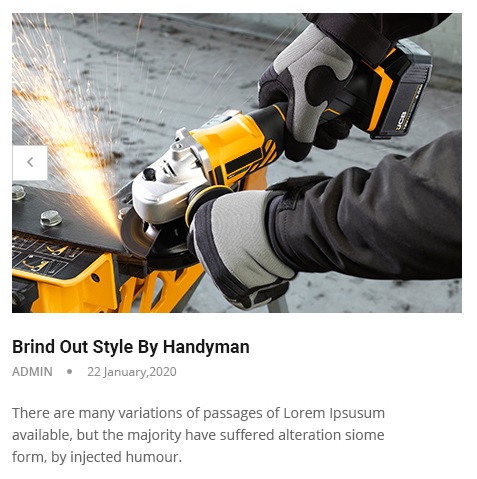 JCB
Brind Out Style By Handyman
ADMIN • 22 January,2020
There are many variations of passages of Lorem Ipsusum
available, but the majority have suffered alteration siome
form, by injected humour.